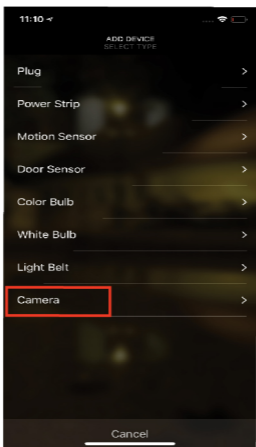 11:10
ADD DEVICE
SELECT TYPE
Plug
Power Strip
Motion Sensor
Door Sensor
Color Bulb
White Bulb
Light Belt
Camera
Cancel